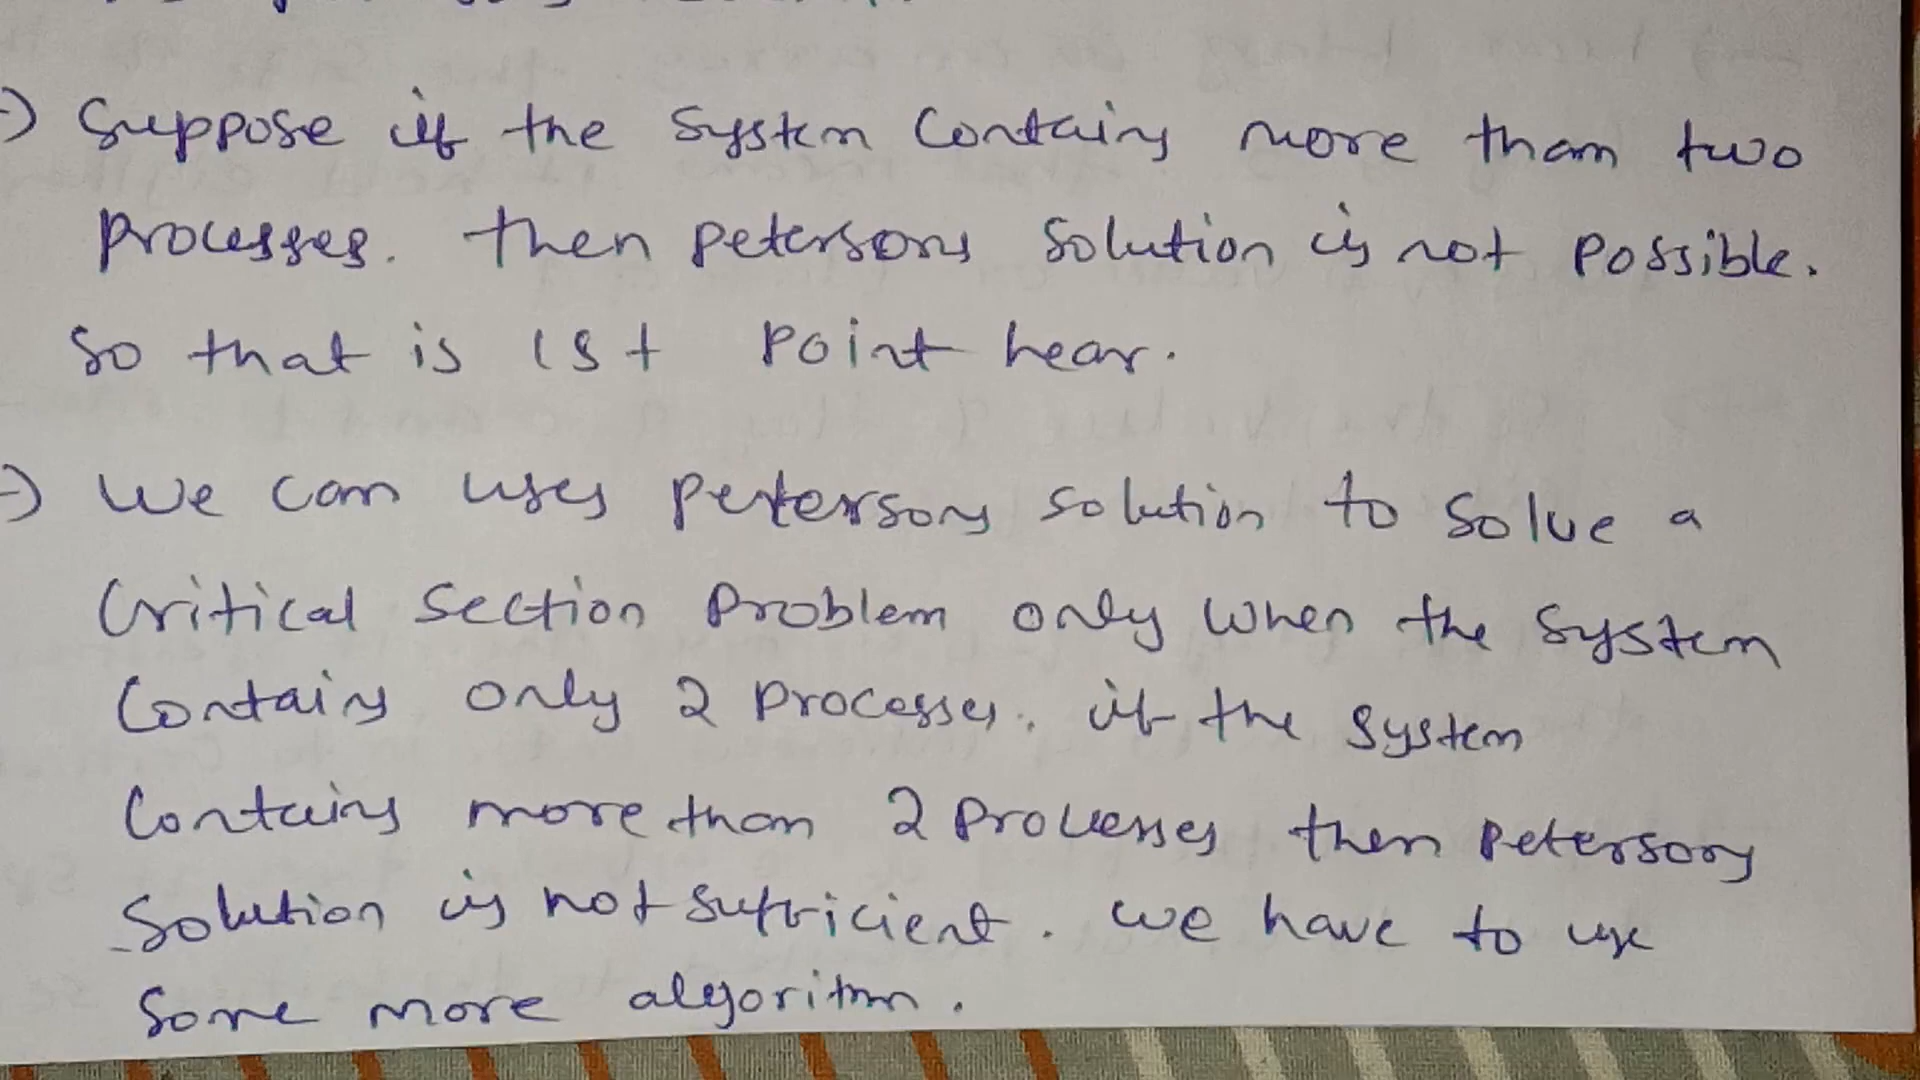 -) Suppose if the System Contains more than two
Processes. then petersons Solution is not Possible.
So that is 1st Point hear.
-) We can uses petersons solution to Solve a
Critical Section Problem only when the System
Contains only 2 Processes. if the System
Contains more than 2 Processes then Petersons
Solution is not sufficient. we have to use
Some more algoritm.